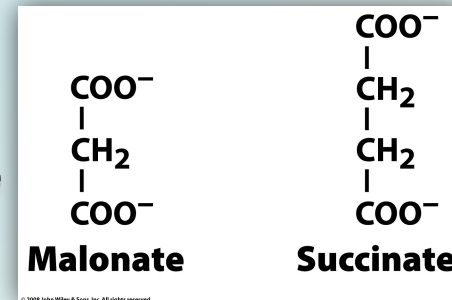 COO⁻
|
CH₂
|
COO⁻
Malonate
COO⁻
|
CH₂
|
CH₂
|
COO⁻
Succinate
© 2008 John Wiley & Sons, Inc. All rights reserved.